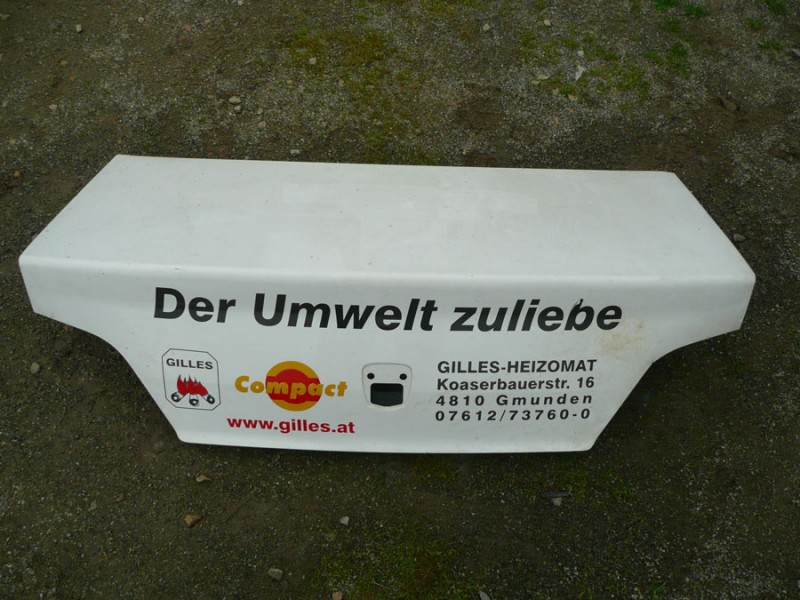 Der Umwelt zuliebe
GILLES
Compact
www.gilles.at
GILLES-HEIZOMAT
Koaserbauerstr. 16
4810 Gmunden
07612/73760-0